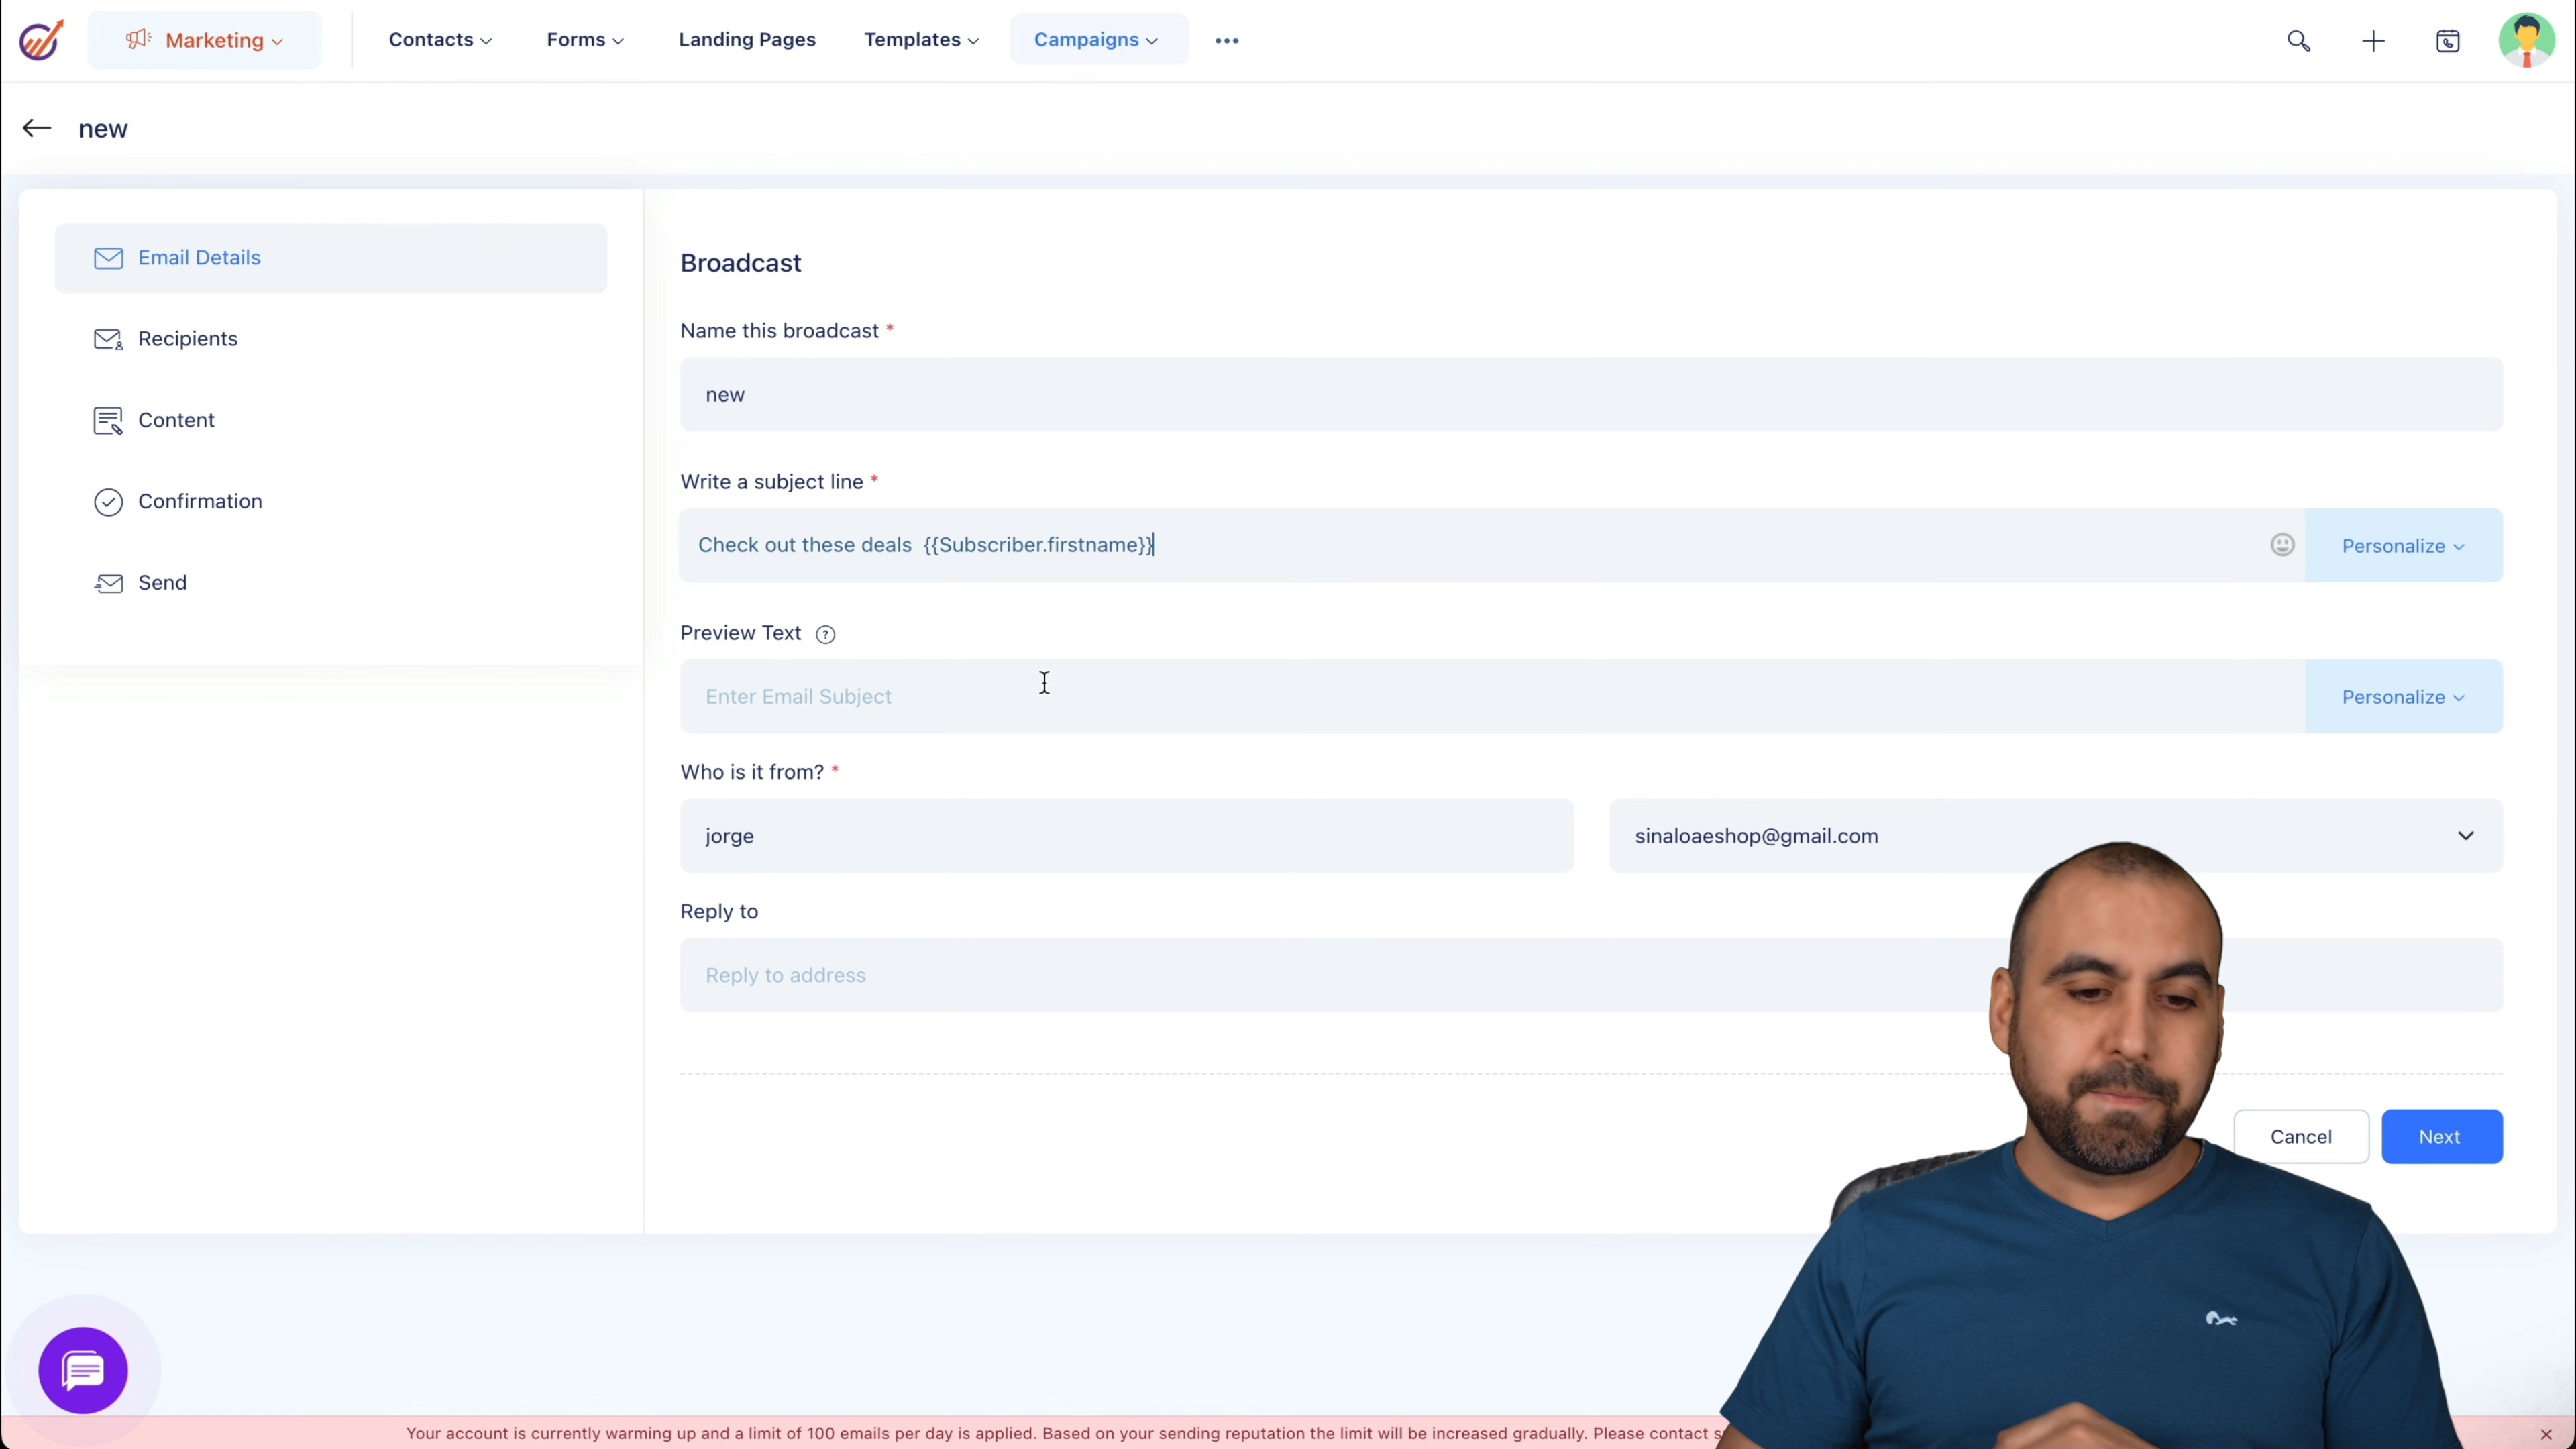 Marketing
Contacts
Forms
Landing Pages
Templates
Campaigns
new
Email Details
Recipients
Content
Confirmation
Send
Broadcast
Name this broadcast *
new
Write a subject line *
Check out these deals {{Subscriber.firstname}}
Personalize
Preview Text ?
Enter Email Subject
Personalize
Who is it from? *
jorge
sinaloaeshop@gmail.com
Reply to
Reply to address
Cancel
Next
Your account is currently warming up and a limit of 100 emails per day is applied. Based on your sending reputation the limit will be increased gradually. Please contact